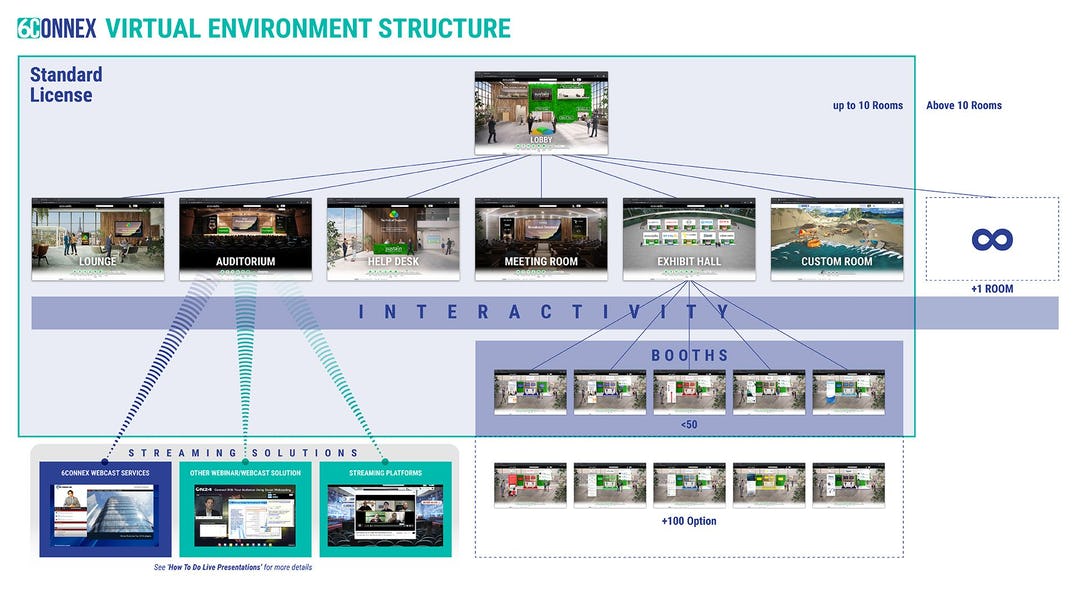 6CONNEX VIRTUAL ENVIRONMENT STRUCTURE
Standard
License
up to 10 Rooms
Above 10 Rooms
LOBBY
LOUNGE
AUDITORIUM
HELP DESK
MEETING ROOM
EXHIBIT HALL
CUSTOM ROOM
+1 ROOM
INTERACTIVITY
BOOTHS
<50
STREAMING SOLUTIONS
6CONNEX WEBCAST SERVICES
OTHER WEBINAR/WEBCAST SOLUTION
STREAMING PLATFORMS
+100 Option
See 'How To Do Live Presentations' for more details